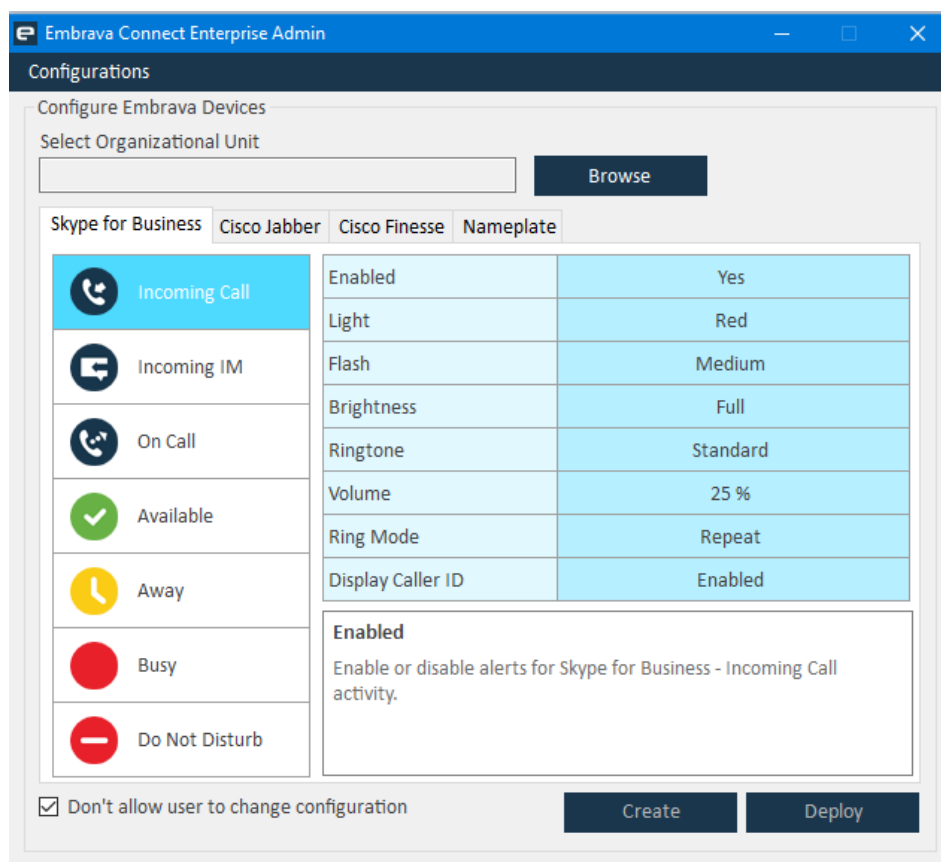 Embrava Connect Enterprise Admin
Configurations
Configure Embrava Devices
Select Organizational Unit
Browse
Skype for Business Cisco Jabber Cisco Finesse Nameplate
Incoming Call
Incoming IM
On Call
Available
Away
Busy
Do Not Disturb
Enabled Yes
Light Red
Flash Medium
Brightness Full
Ringtone Standard
Volume 25 %
Ring Mode Repeat
Display Caller ID Enabled
Enabled
Enable or disable alerts for Skype for Business - Incoming Call
activity.
Don't allow user to change configuration
Create Deploy